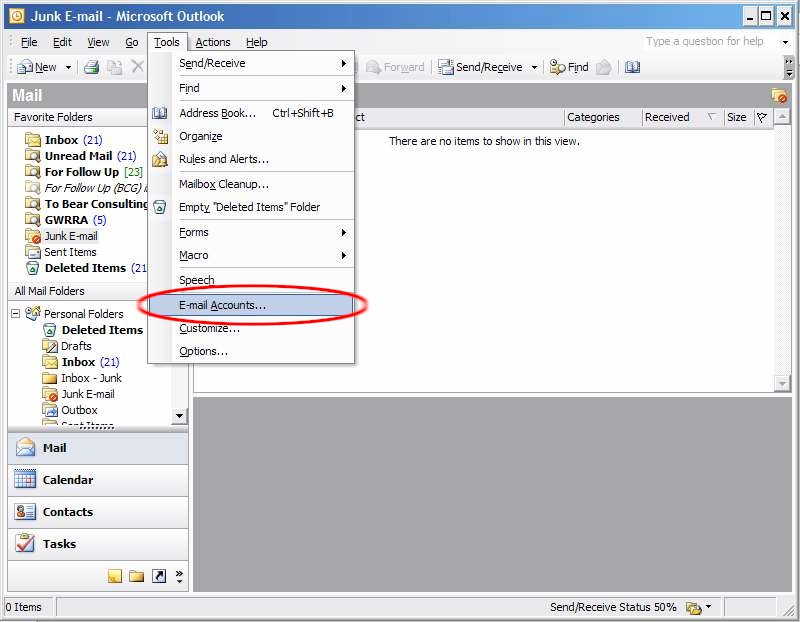 Junk E-mail - Microsoft Outlook
File Edit View Go Tools Actions Help Type a question for help
New Forward Send/Receive Find
Mail
Favorite Folders
Inbox (21)
Unread Mail (21)
For Follow Up [23]
For Follow Up (BCG)
To Bear Consulting
GWRRA (5)
Junk E-mail
Sent Items
Deleted Items (21
All Mail Folders
Personal Folders
Deleted Items
Drafts
Inbox (21)
Inbox - Junk
Junk E-mail
Outbox
Sent Items
Mail
Calendar
Contacts
Tasks
Send/Receive
Find
Address Book... Ctrl+Shift+B
Organize
Rules and Alerts...
Mailbox Cleanup...
Empty "Deleted Items" Folder
Forms
Macro
Speech
E-mail Accounts...
Customize...
Options...
ct Categories Received Size
There are no items to show in this view.
0 Items Send/Receive Status 50%